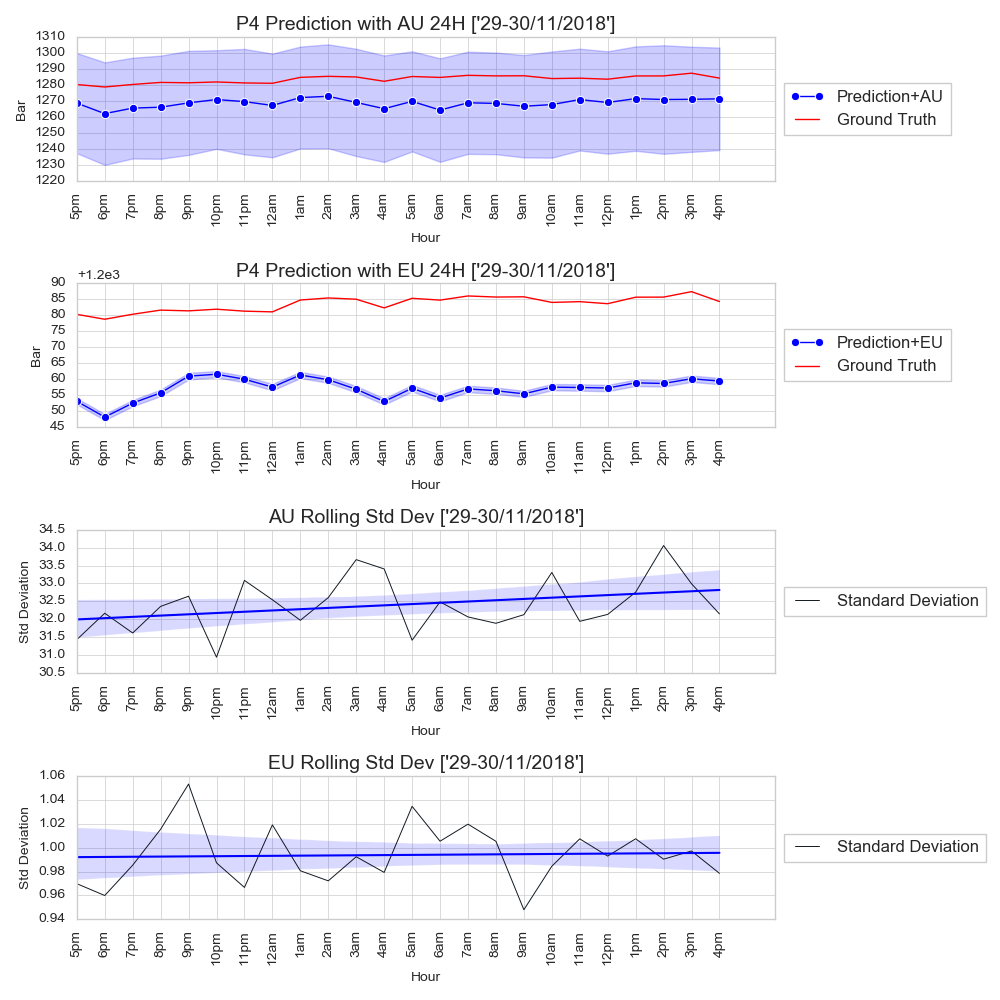 P4 Prediction with AU 24H ['29-30/11/2018']
1310
1300
1290
1280
1270
1260
1250
1240
1230
1220
Bar
5pm 6pm 7pm 8pm 9pm 10pm 11pm 12am 1am 2am 3am 4am 5am 6am 7am 8am 9am 10am 11am 12pm 1pm 2pm 3pm 4pm
Hour
Prediction+AU
Ground Truth
P4 Prediction with EU 24H ['29-30/11/2018']
+1.2e3
90
85
80
75
70
65
60
55
50
45
Bar
5pm 6pm 7pm 8pm 9pm 10pm 11pm 12am 1am 2am 3am 4am 5am 6am 7am 8am 9am 10am 11am 12pm 1pm 2pm 3pm 4pm
Hour
Prediction+EU
Ground Truth
AU Rolling Std Dev ['29-30/11/2018']
34.5
34.0
33.5
33.0
32.5
32.0
31.5
31.0
30.5
Std Deviation
5pm 6pm 7pm 8pm 9pm 10pm 11pm 12am 1am 2am 3am 4am 5am 6am 7am 8am 9am 10am 11am 12pm 1pm 2pm 3pm 4pm
Hour
Standard Deviation
EU Rolling Std Dev ['29-30/11/2018']
1.06
1.04
1.02
1.00
0.98
0.96
0.94
Std Deviation
5pm 6pm 7pm 8pm 9pm 10pm 11pm 12am 1am 2am 3am 4am 5am 6am 7am 8am 9am 10am 11am 12pm 1pm 2pm 3pm 4pm
Hour
Standard Deviation